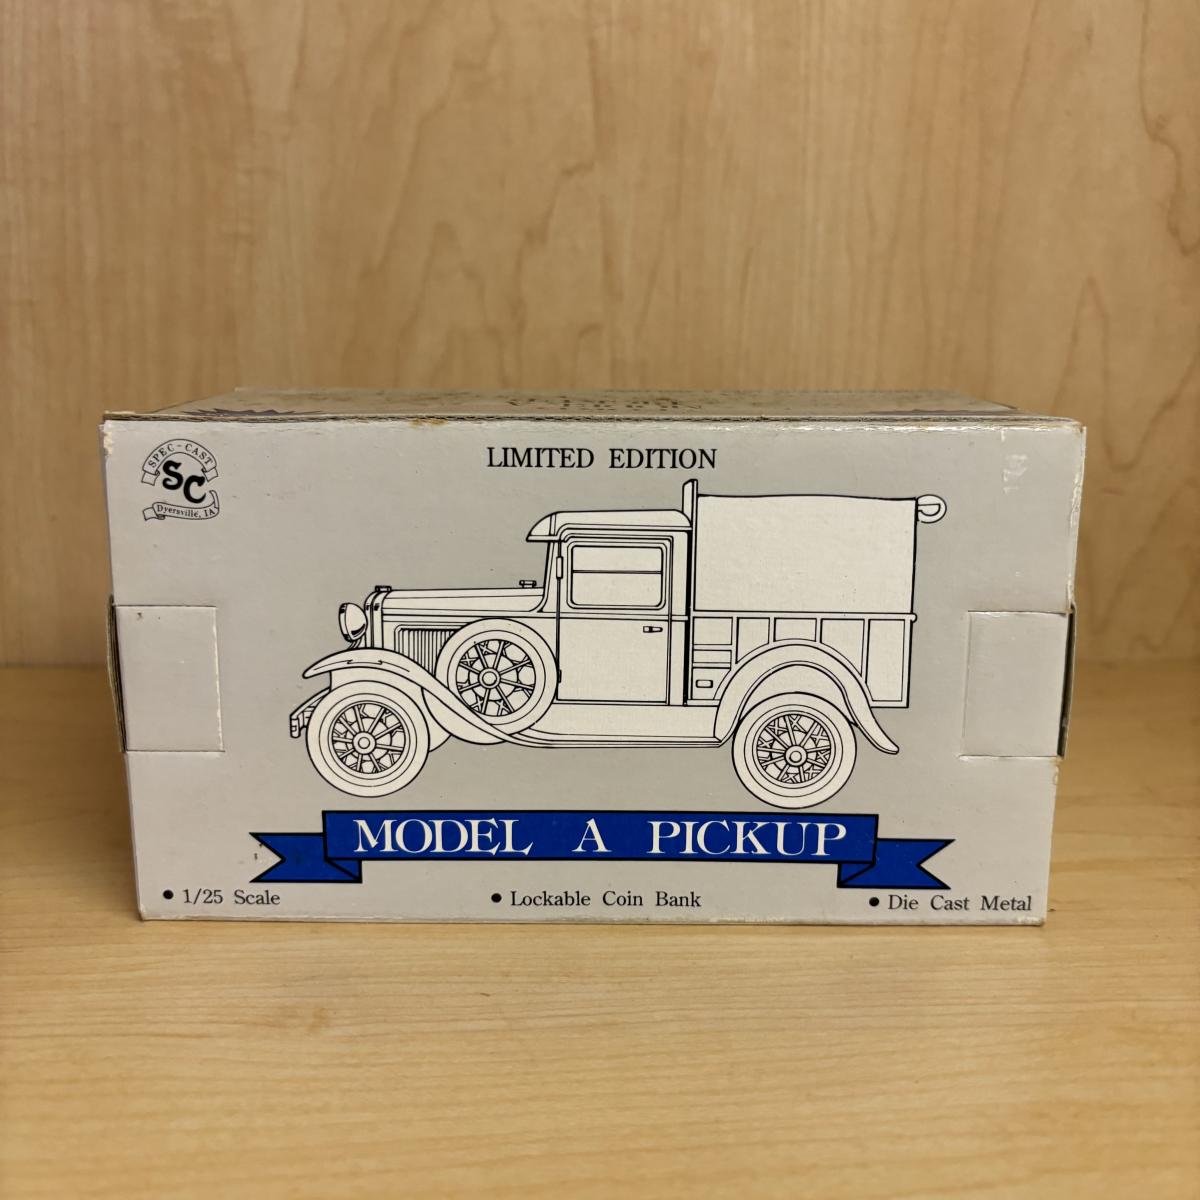 SPEC-CAST
SC
Dyersville, IA
LIMITED EDITION
MODEL A PICKUP
• 1/25 Scale
• Lockable Coin Bank
• Die Cast Metal